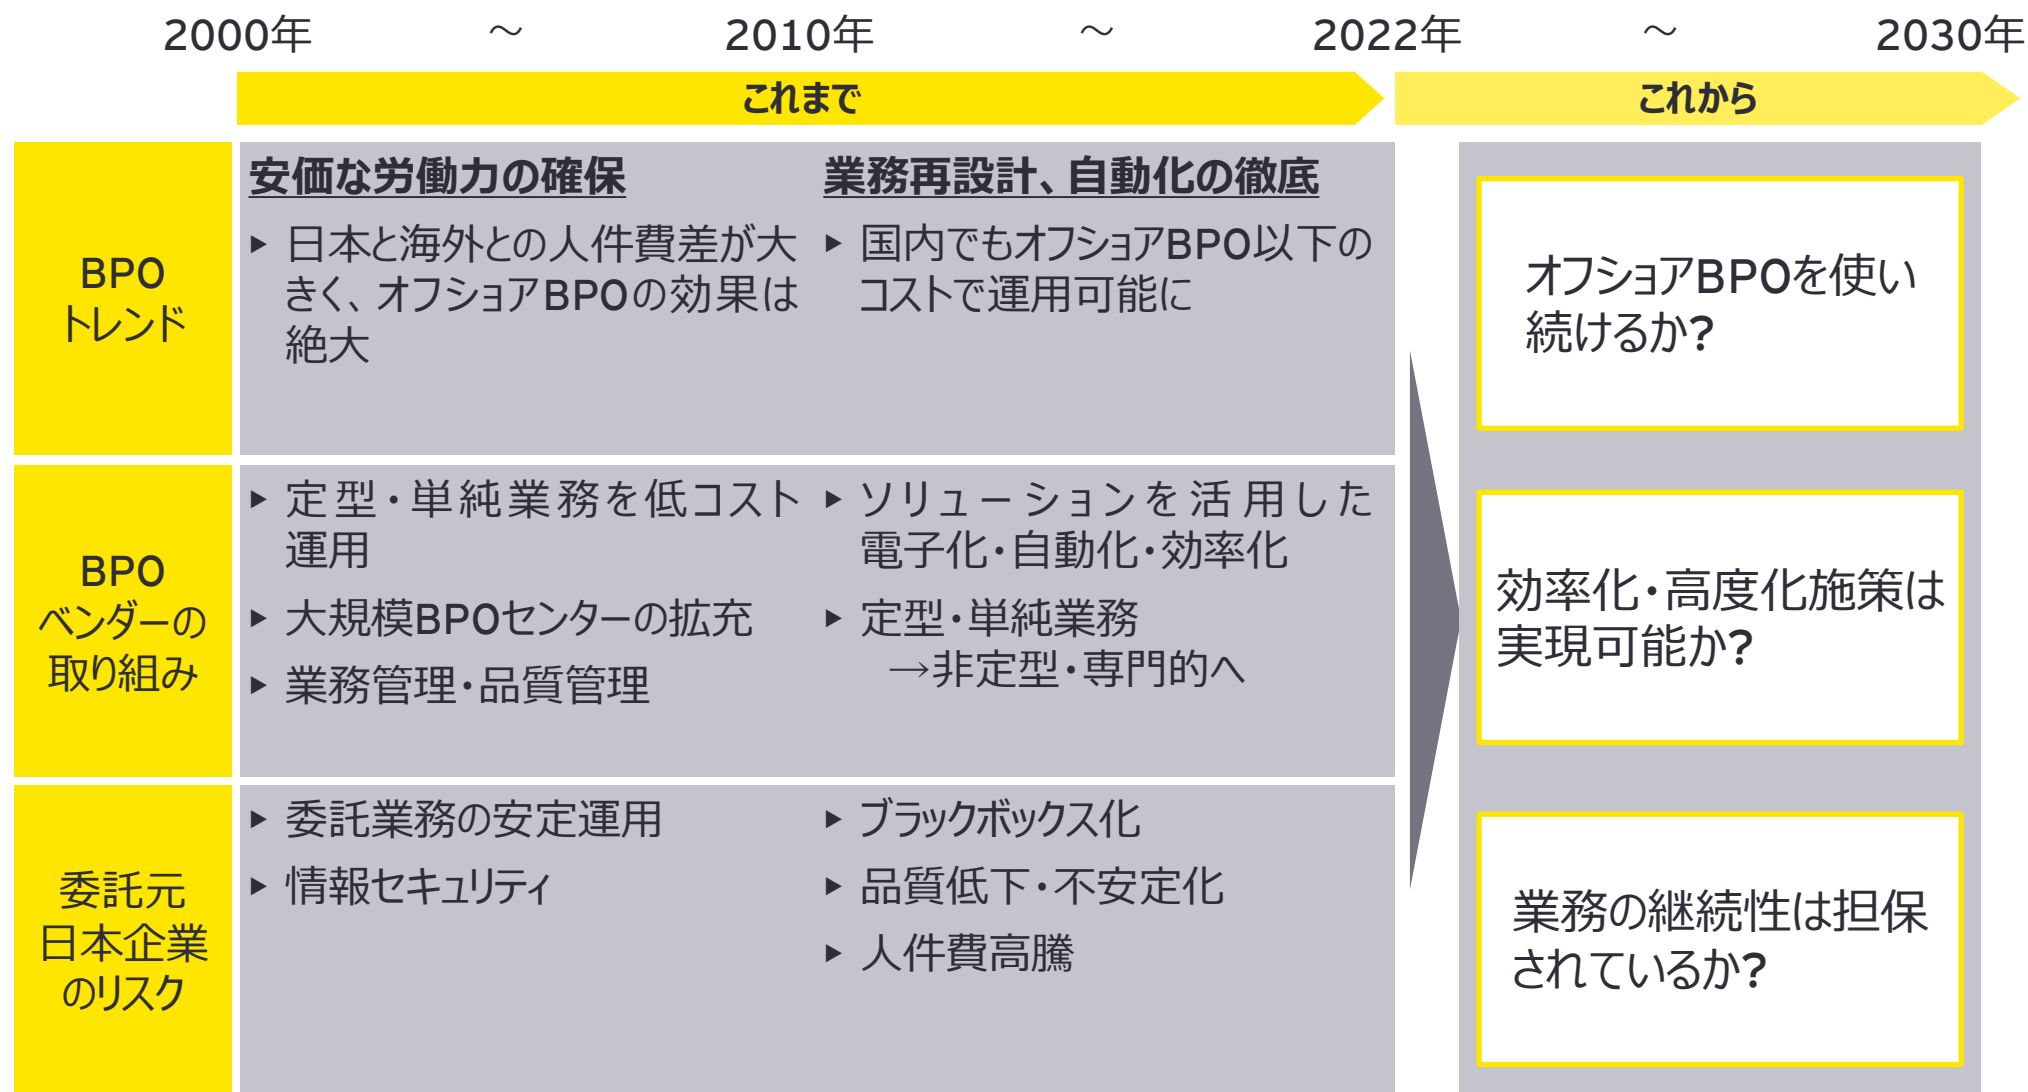 2000年 ～ 2010年 ～ 2022年 ～ 2030年
これまで
これから
BPO
トレンド
安価な労働力の確保
▶ 日本と海外との人件費差が大
きく、オフショアBPOの効果は
絶大
業務再設計、自動化の徹底
▶ 国内でもオフショアBPO以下の
コストで運用可能に
オフショアBPOを使い
続けるか?
BPO
ベンダーの
取り組み
▶ 定型・単純業務を低コスト
運用
▶ 大規模BPOセンターの拡充
▶ 業務管理・品質管理
▶ ソリューションを活用した
電子化・自動化・効率化
▶ 定型・単純業務
→非定型・専門的へ
効率化・高度化施策は
実現可能か?
委託元
日本企業
のリスク
▶ 委託業務の安定運用
▶ 情報セキュリティ
▶ ブラックボックス化
▶ 品質低下・不安定化
▶ 人件費高騰
業務の継続性は担保
されているか?